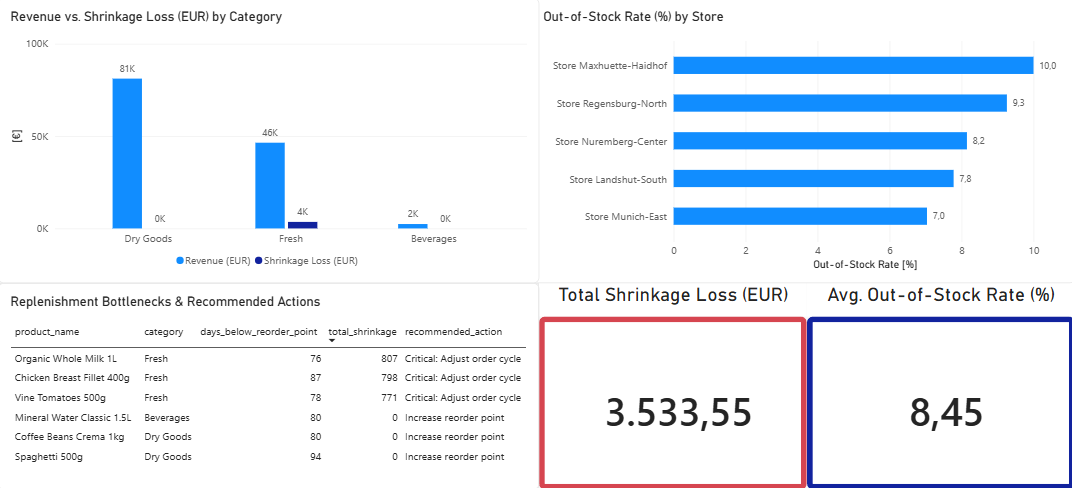 Revenue vs. Shrinkage Loss (EUR) by Category
100K
50K
0K
[€]
81K
0K
46K
4K
2K
0K
Dry Goods
Fresh
Beverages
Revenue (EUR) Shrinkage Loss (EUR)
Out-of-Stock Rate (%) by Store
Store Maxhuette-Haidhof 10,0
Store Regensburg-North 9,3
Store Nuremberg-Center 8,2
Store Landshut-South 7,8
Store Munich-East 7,0
0 2 4 6 8 10
Out-of-Stock Rate [%]
Replenishment Bottlenecks & Recommended Actions
product_name category days_below_reorder_point total_shrinkage recommended_action
Organic Whole Milk 1L Fresh 76 807 Critical: Adjust order cycle
Chicken Breast Fillet 400g Fresh 87 798 Critical: Adjust order cycle
Vine Tomatoes 500g Fresh 78 771 Critical: Adjust order cycle
Mineral Water Classic 1.5L Beverages 80 0 Increase reorder point
Coffee Beans Crema 1kg Dry Goods 80 0 Increase reorder point
Spaghetti 500g Dry Goods 94 0 Increase reorder point
Total Shrinkage Loss (EUR)
3.533,55
Avg. Out-of-Stock Rate (%)
8,45